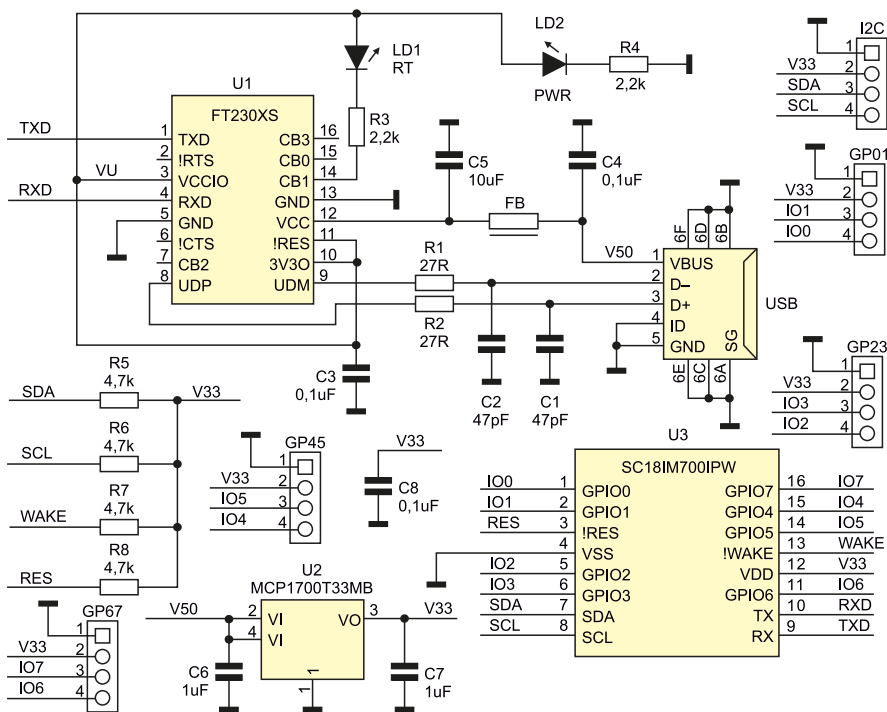 U1
FT230XS
TXD
RXD
VU
1 TXD
2 !RTS
3 VCCIO
4 RXD
5 GND
6 !CTS
7 CB2
8 UDP
CB3 16
CB0 15
CB1 14
GND 13
VCC 12
!RES 11
3V3O 10
UDM 9
LD1
RT
R3
2,2k
LD2
PWR
R4
2,2k
C5
10uF
C4
0,1uF
FB
V50
R1
27R
R2
27R
C3
0,1uF
C2
47pF
C1
47pF
6F 6D 6B
1 VBUS
2 D–
3 D+
4 ID
5 GND
SG
6E 6C 6A
USB
I2C
1
V33 2
SDA 3
SCL 4
GP01
1
V33 2
IO1 3
IO0 4
GP23
1
V33 2
IO3 3
IO2 4
SDA
R5
4,7k
V33
SCL
R6
4,7k
WAKE
R7
4,7k
RES
R8
4,7k
GP45
1
V33 2
IO5 3
IO4 4
V33
C8
0,1uF
GP67
1
V33 2
IO7 3
IO6 4
U2
MCP1700T33MB
V50
2 VI
4 VI
VO 3
V33
1
1
C6
1uF
C7
1uF
U3
SC18IM700IPW
IO0 1 GPIO0
IO1 2 GPIO1
RES 3 !RES
4 VSS
IO2 5 GPIO2
IO3 6 GPIO3
SDA 7 SDA
SCL 8 SCL
GPIO7 16 IO7
GPIO4 15 IO4
GPIO5 14 IO5
!WAKE 13 WAKE
VDD 12 V33
GPIO6 11 IO6
TX 10 RXD
RX 9 TXD